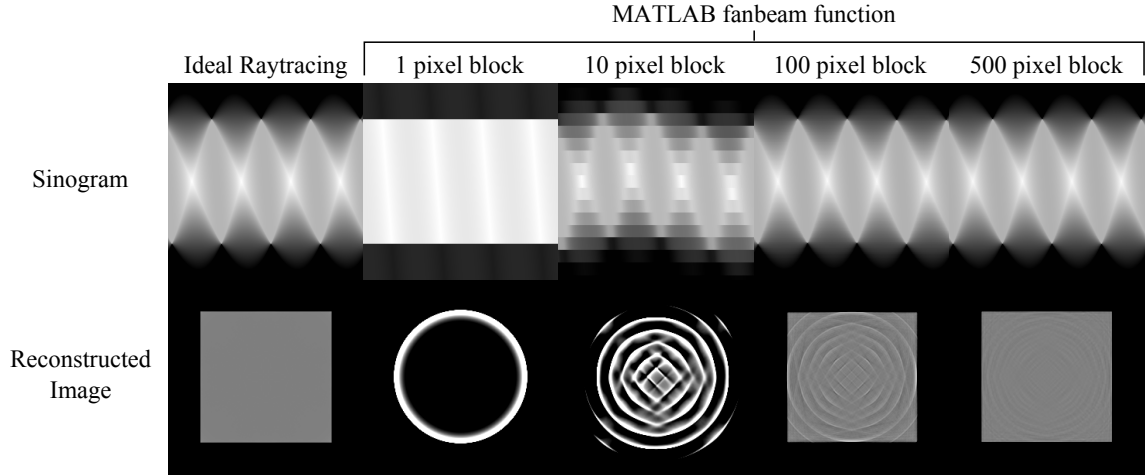 MATLAB fanbeam function
Ideal Raytracing 1 pixel block 10 pixel block 100 pixel block 500 pixel block
Sinogram
Reconstructed
Image